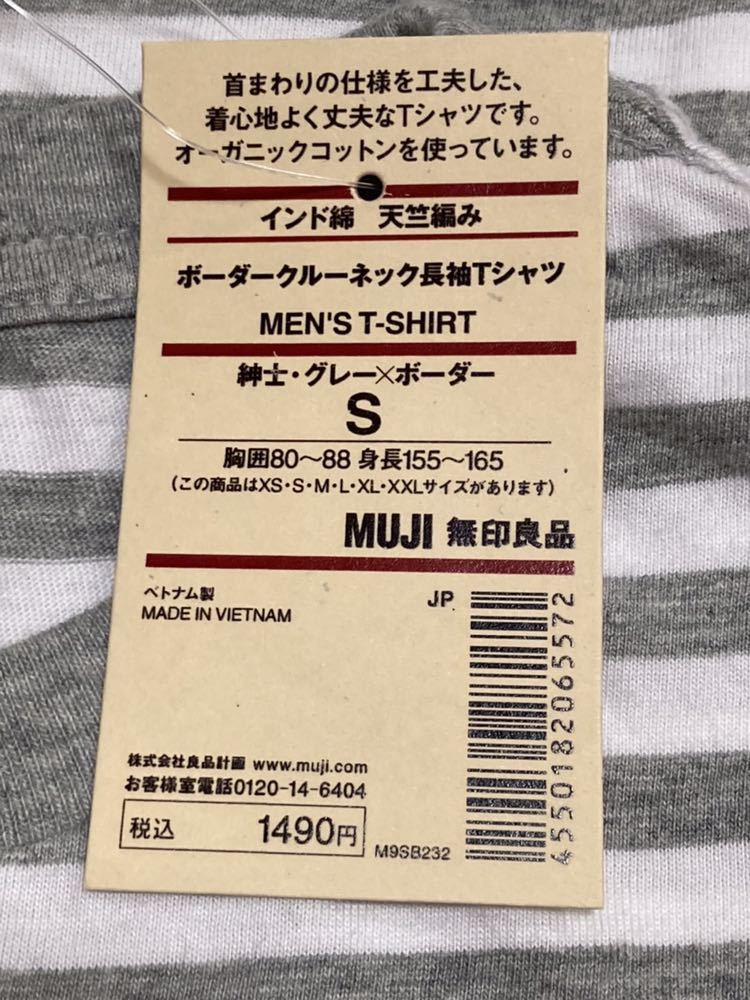 首まわりの仕様を工夫した、
着心地よく丈夫なTシャツです。
オーガニックコットンを使っています。
インド綿 天竺編み
ボーダークルーネック長袖Tシャツ
MEN'S T-SHIRT
紳士・グレー×ボーダー
S
胸囲80〜88 身長155〜165
(この商品はXS・S・M・L・XL・XXLサイズがあります)
MUJI 無印良品
ベトナム製
MADE IN VIETNAM
JP
4550182065572
株式会社良品計画 www.muji.com
お客様室電話0120-14-6404
税込 1490円
M9SB232